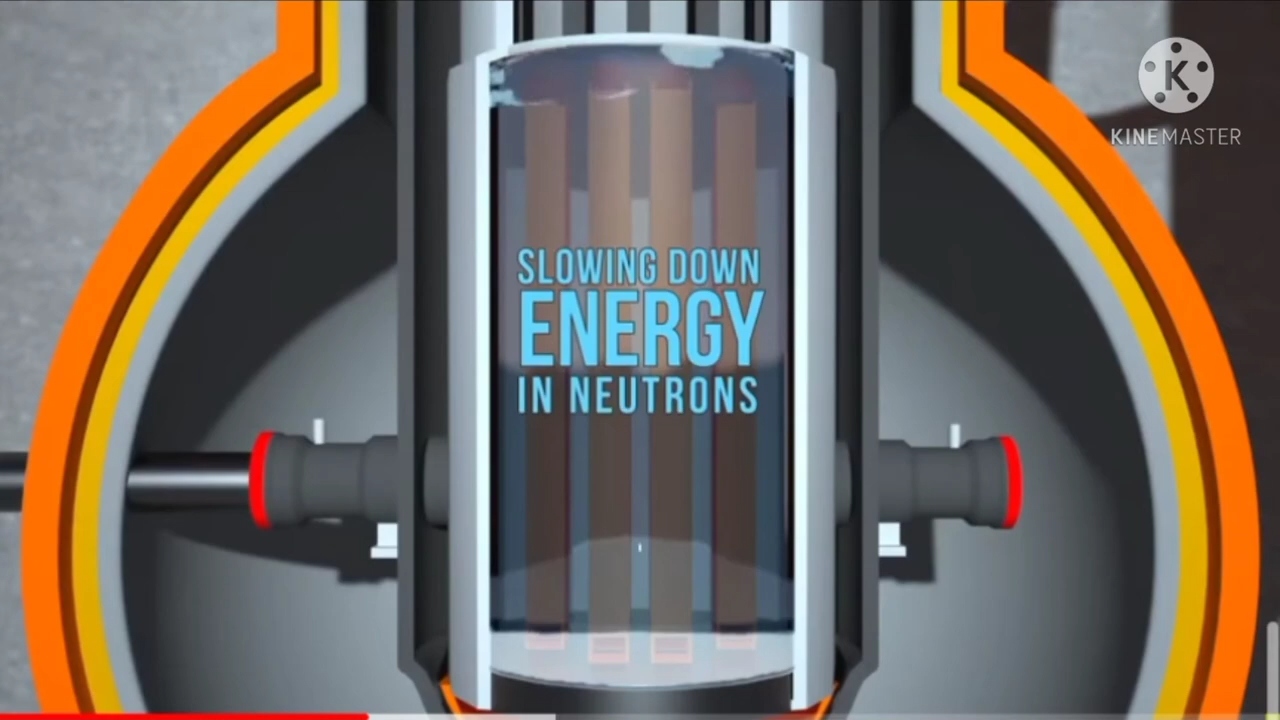 K
KINEMASTER
SLOWING DOWN
ENERGY
IN NEUTRONS